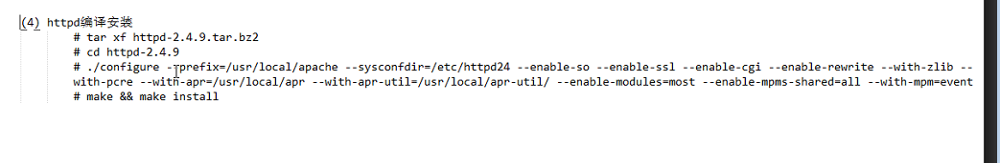 (4) httpd编译安装
# tar xf httpd-2.4.9.tar.bz2
# cd httpd-2.4.9
# ./configure --prefix=/usr/local/apache --sysconfdir=/etc/httpd24 --enable-so --enable-ssl --enable-cgi --enable-rewrite --with-zlib --
with-pcre --with-apr=/usr/local/apr --with-apr-util=/usr/local/apr-util/ --enable-modules=most --enable-mpms-shared=all --with-mpm=event
# make && make install